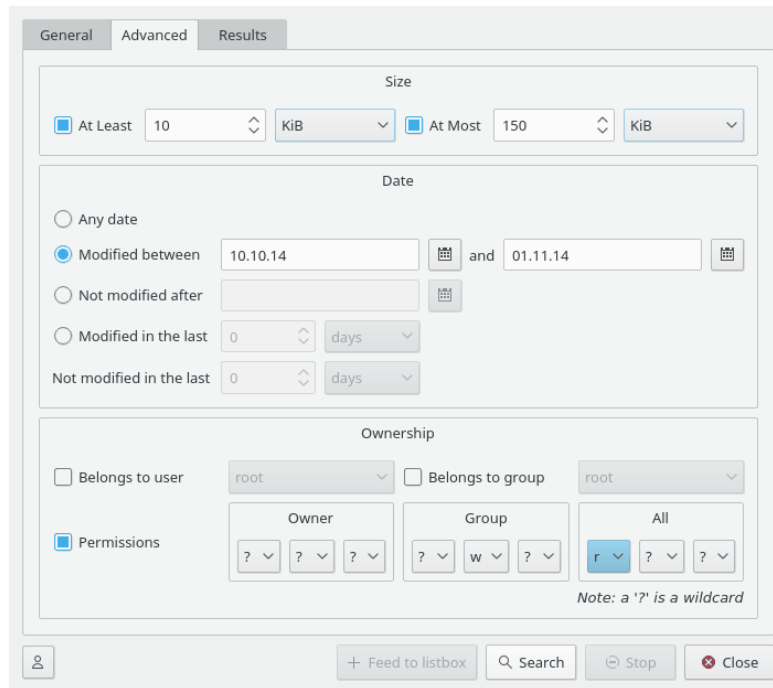 General Advanced Results
Size
At Least 10 KiB At Most 150 KiB
Date
Any date
Modified between 10.10.14 and 01.11.14
Not modified after
Modified in the last 0 days
Not modified in the last 0 days
Ownership
Belongs to user root Belongs to group root
Owner Group All
Permissions
? ? ? ? w ? r ? ?
Note: a '?' is a wildcard
+ Feed to listbox Search Stop Close